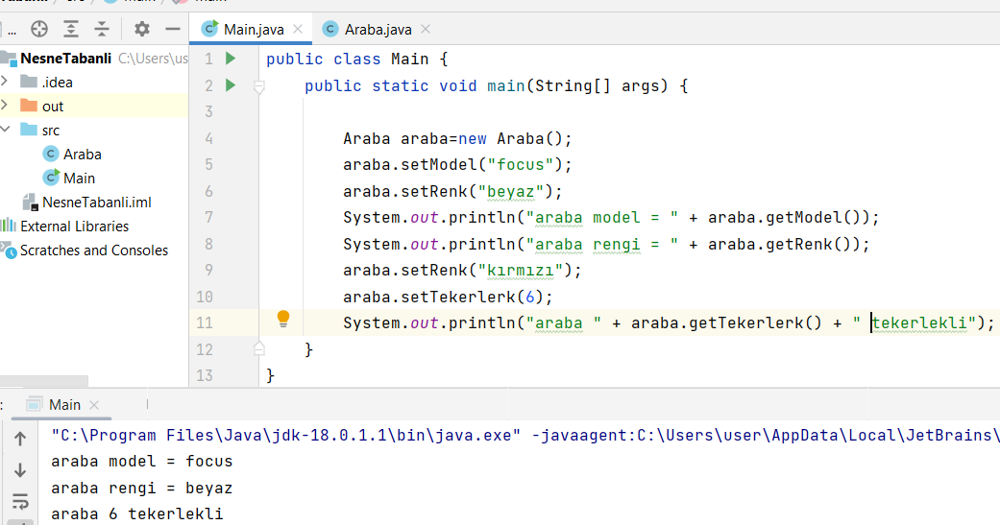 ...
Main.java
Araba.java
NesneTabanli C:\Users\us
.idea
out
src
Araba
Main
NesneTabanli.iml
External Libraries
Scratches and Consoles
1 public class Main {
2 public static void main(String[] args) {
3
4 Araba araba=new Araba();
5 araba.setModel("focus");
6 araba.setRenk("beyaz");
7 System.out.println("araba model = " + araba.getModel());
8 System.out.println("araba rengi = " + araba.getRenk());
9 araba.setRenk("kırmızı");
10 araba.setTekerlerk(6);
11 System.out.println("araba " + araba.getTekerlerk() + " tekerlekli");
12 }
13 }
: Main
"C:\Program Files\Java\jdk-18.0.1.1\bin\java.exe" -javaagent:C:\Users\user\AppData\Local\JetBrains\
araba model = focus
araba rengi = beyaz
araba 6 tekerlekli